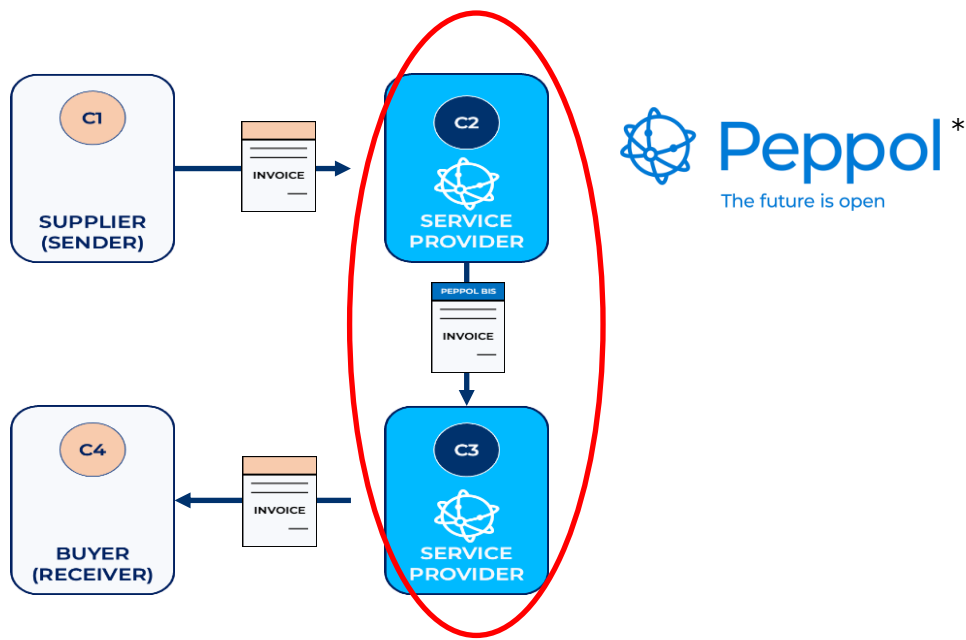 C1
SUPPLIER
(SENDER)
INVOICE
C2
SERVICE
PROVIDER
Peppol*
The future is open
PEPPOL BIS
INVOICE
C4
BUYER
(RECEIVER)
INVOICE
C3
SERVICE
PROVIDER